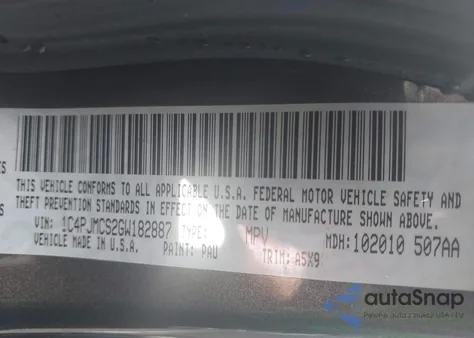 THIS VEHICLE CONFORMS TO ALL APPLICABLE U.S.A. FEDERAL MOTOR VEHICLE SAFETY AND
THEFT PREVENTION STANDARDS IN EFFECT ON THE DATE OF MANUFACTURE SHOWN ABOVE.
VIN: 1C4PJMCS2GW182887 TYPE: MPV MDH: 102010 507AA
VEHICLE MADE IN U.S.A. PAINT: PAU TRIM: A5X9
autoSnap